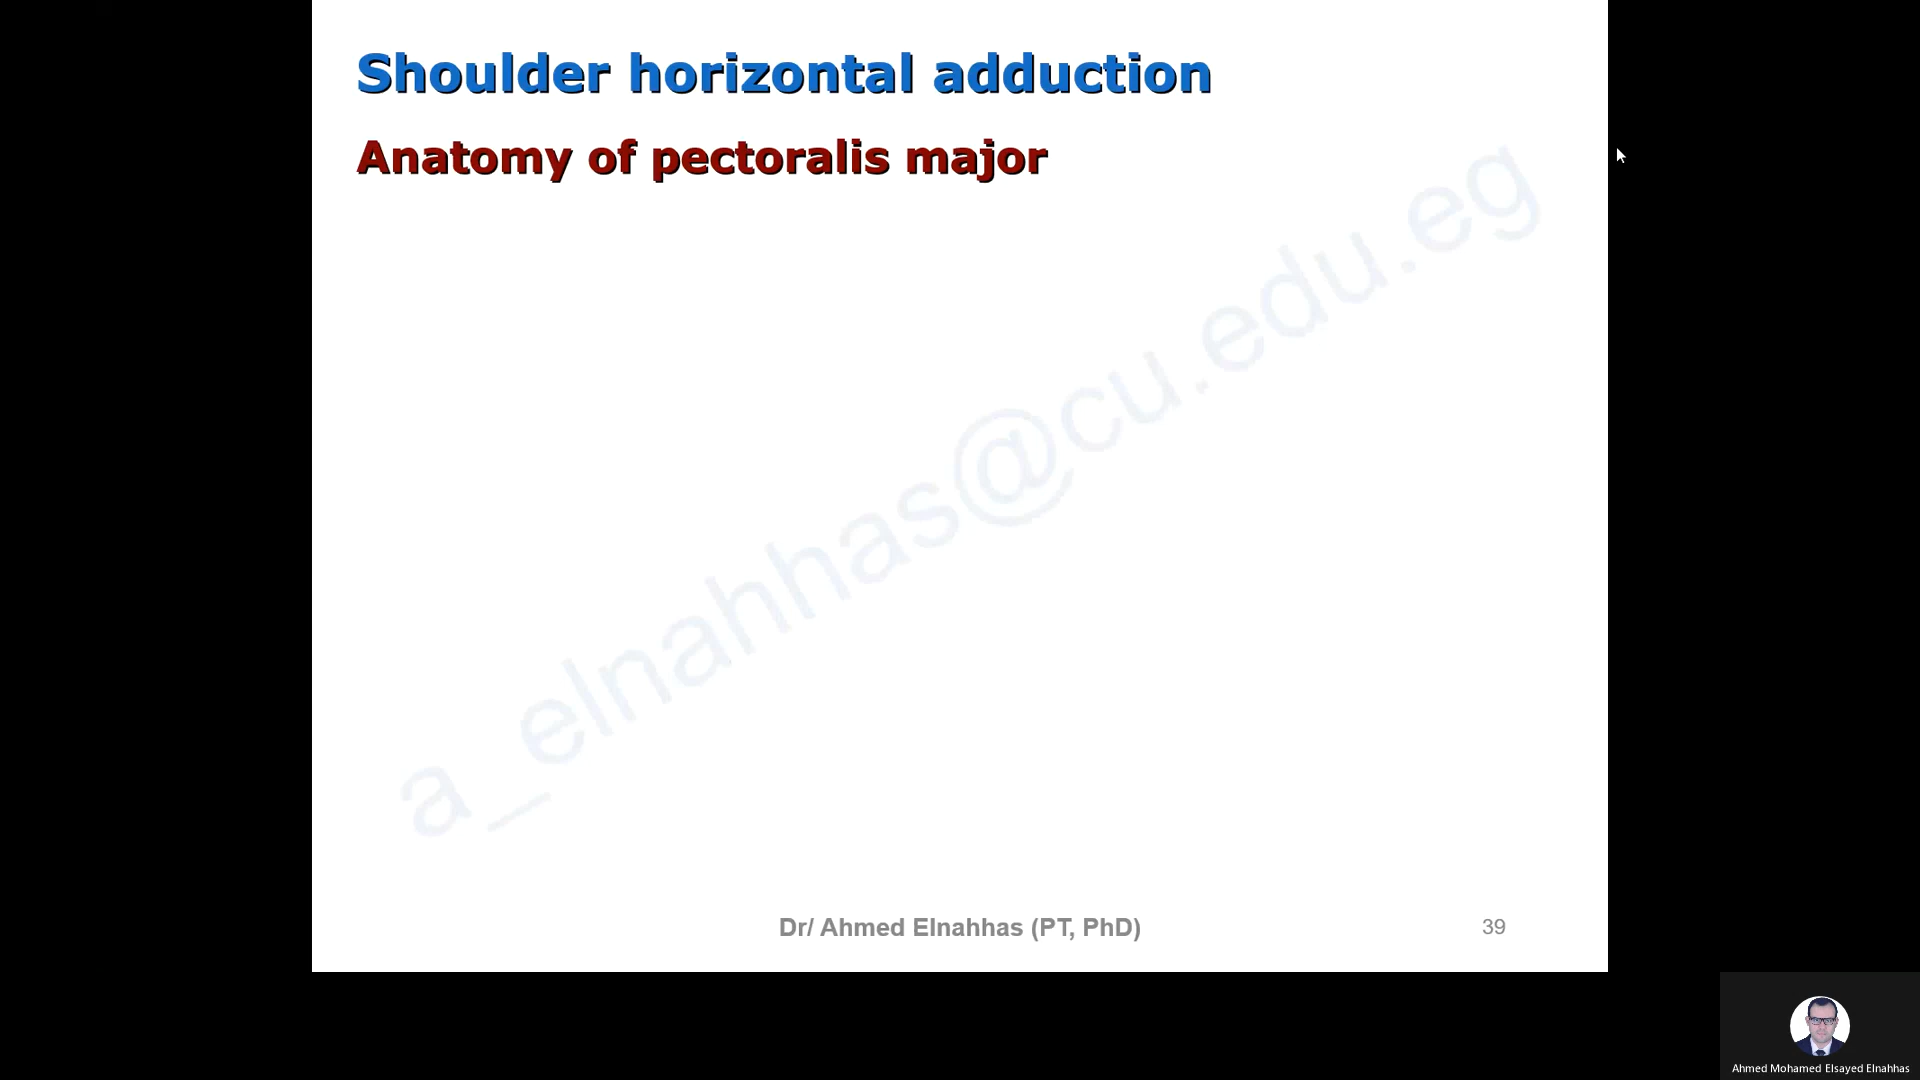 Shoulder horizontal adduction
Anatomy of pectoralis major
a_elnahhas@cu.edu.eg
Dr/ Ahmed Elnahhas (PT, PhD)
39
Ahmed Mohamed Elsayed Elnahhas